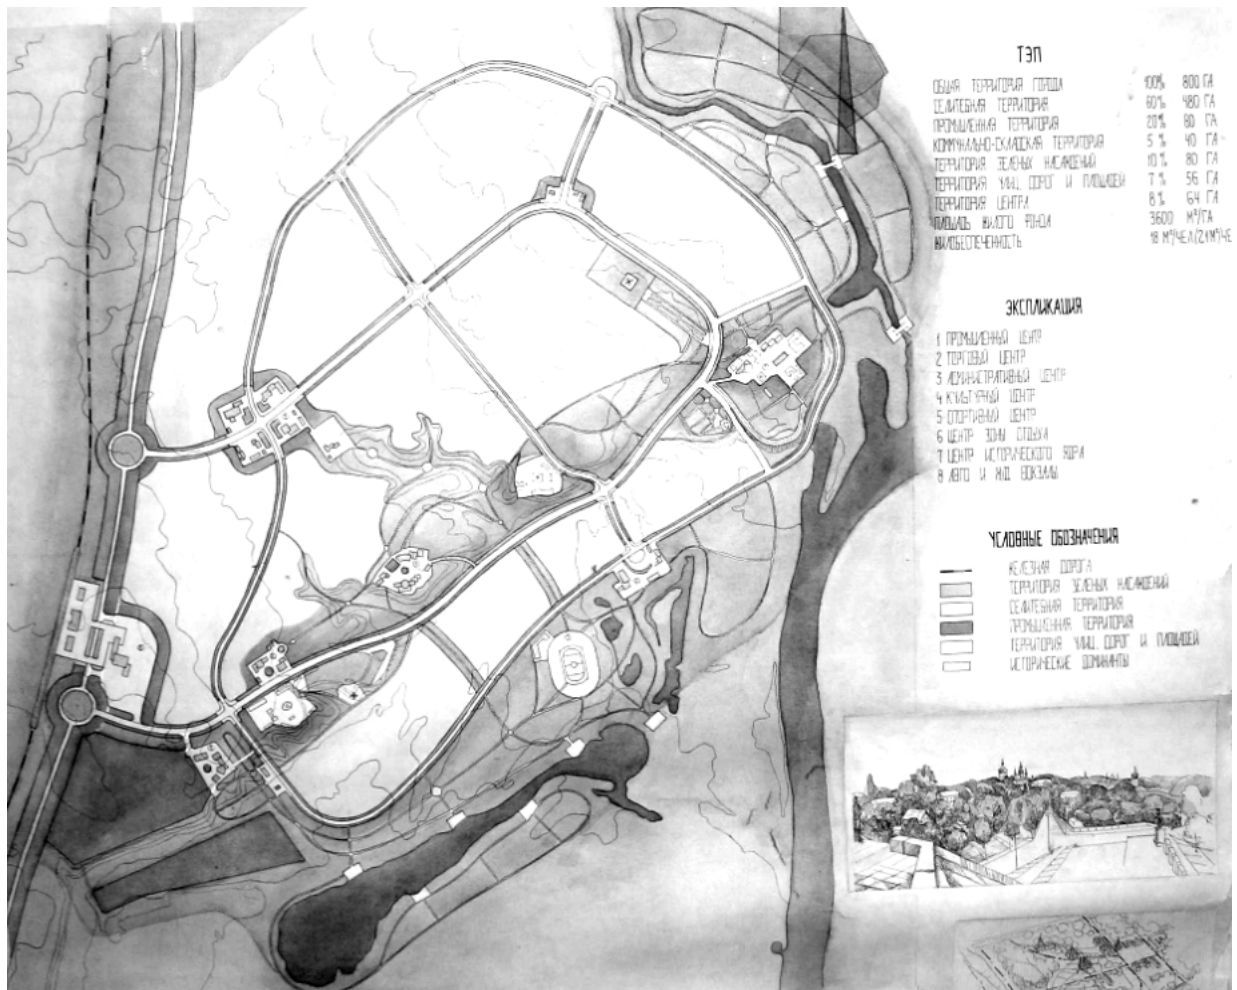 ТЭП
ОБЩАЯ ТЕРРИТОРИЯ ГОРОДА 100% 800 ГА
СЕЛИТЕБНАЯ ТЕРРИТОРИЯ 60% 480 ГА
ПРОМЫШЛЕННАЯ ТЕРРИТОРИЯ 20% 80 ГА
КОММУНАЛЬНО-СКЛАДСКАЯ ТЕРРИТОРИЯ 5% 40 ГА
ТЕРРИТОРИЯ ЗЕЛЕНЫХ НАСАЖДЕНИЙ 10% 80 ГА
ТЕРРИТОРИЯ УЛИЦ, ДОРОГ И ПЛОЩАДЕЙ 7% 56 ГА
ТЕРРИТОРИЯ ЦЕНТРА 8% 64 ГА
ПЛОЩАДЬ ЖИЛОГО ФОНДА 3600 М²/ГА
ЖИЛОБЕСПЕЧЕННОСТЬ 18 М²/ЧЕЛ(21М²/ЧЕ
ЭКСПЛИКАЦИЯ
1 ПРОМЫШЛЕННЫЙ ЦЕНТР
2 ТОРГОВЫЙ ЦЕНТР
3 АДМИНИСТРАТИВНЫЙ ЦЕНТР
4 КУЛЬТУРНЫЙ ЦЕНТР
5 СПОРТИВНЫЙ ЦЕНТР
6 ЦЕНТР ЗОНЫ ОТДЫХА
7 ЦЕНТР ИСТОРИЧЕСКОГО ЯДРА
8 АВТО И Ж/Д ВОКЗАЛЫ
УСЛОВНЫЕ ОБОЗНАЧЕНИЯ
ЖЕЛЕЗНАЯ ДОРОГА
ТЕРРИТОРИЯ ЗЕЛЕНЫХ НАСАЖДЕНИЙ
СЕЛИТЕБНАЯ ТЕРРИТОРИЯ
ПРОМЫШЛЕННАЯ ТЕРРИТОРИЯ
ТЕРРИТОРИЯ УЛИЦ, ДОРОГ И ПЛОЩАДЕЙ
ИСТОРИЧЕСКИЕ ДОМИНАНТЫ